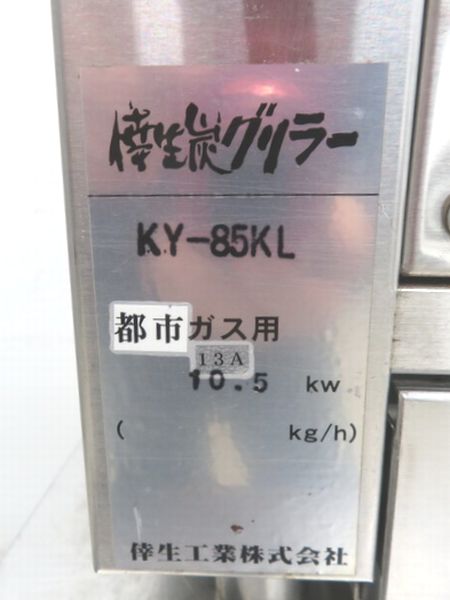 倖生炭グリラー
KY-85KL
都市ガス用
13A
10.5 kw
( kg/h)
倖生工業株式会社